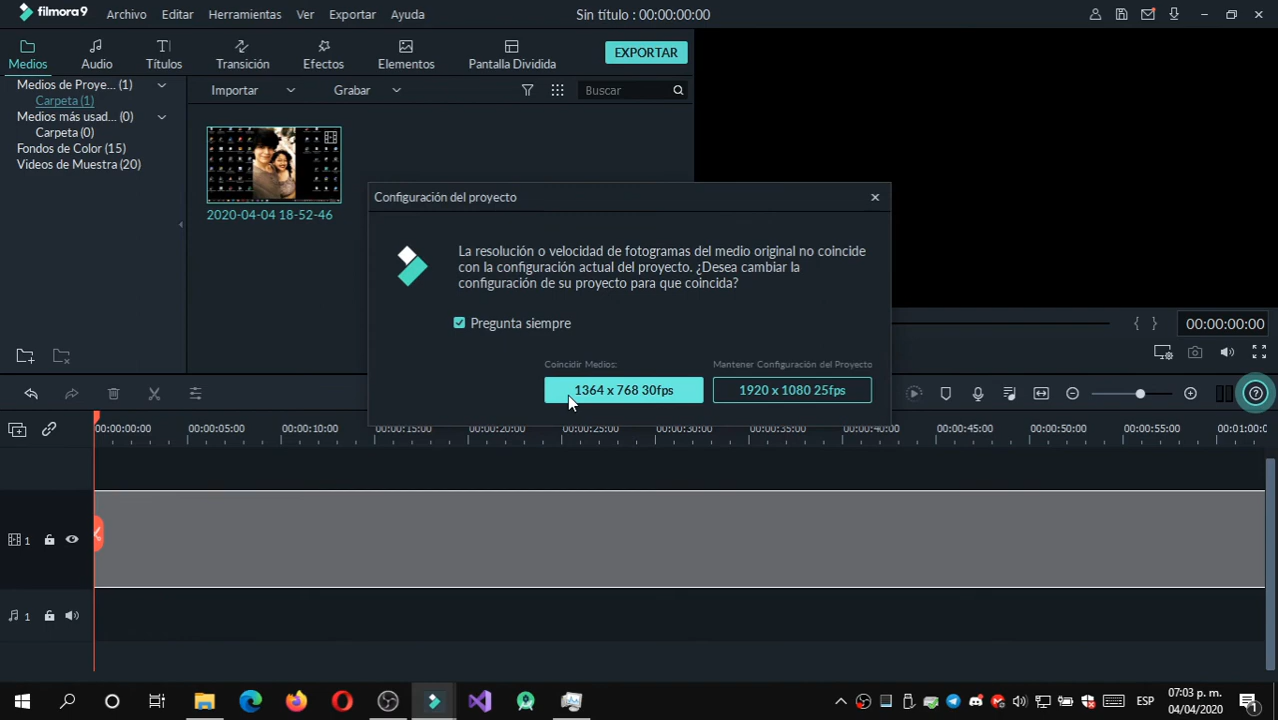 filmora9
Archivo Editar Herramientas Ver Exportar Ayuda
Sin título : 00:00:00:00
Medios Audio Títulos Transición Efectos Elementos Pantalla Dividida
EXPORTAR
Medios de Proye... (1)
Carpeta (1)
Medios más usad... (0)
Carpeta (0)
Fondos de Color (15)
Videos de Muestra (20)
Importar Grabar Buscar
2020-04-04 18-52-46
Configuración del proyecto
La resolución o velocidad de fotogramas del medio original no coincide
con la configuración actual del proyecto. ¿Desea cambiar la
configuración de su proyecto para que coincida?
Pregunta siempre
Coincidir Medios: Mantener Configuración del Proyecto
1364 x 768 30fps 1920 x 1080 25fps
{ } 00:00:00:00
00:00:00:00 00:00:05:00 00:00:10:00 00:00:15:00 00:00:20:00 00:00:25:00 00:00:30:00 00:00:35:00 00:00:40:00 00:00:45:00 00:00:50:00 00:00:55:00 00:01:00:0
1
1
ESP
07:03 p. m.
04/04/2020
1